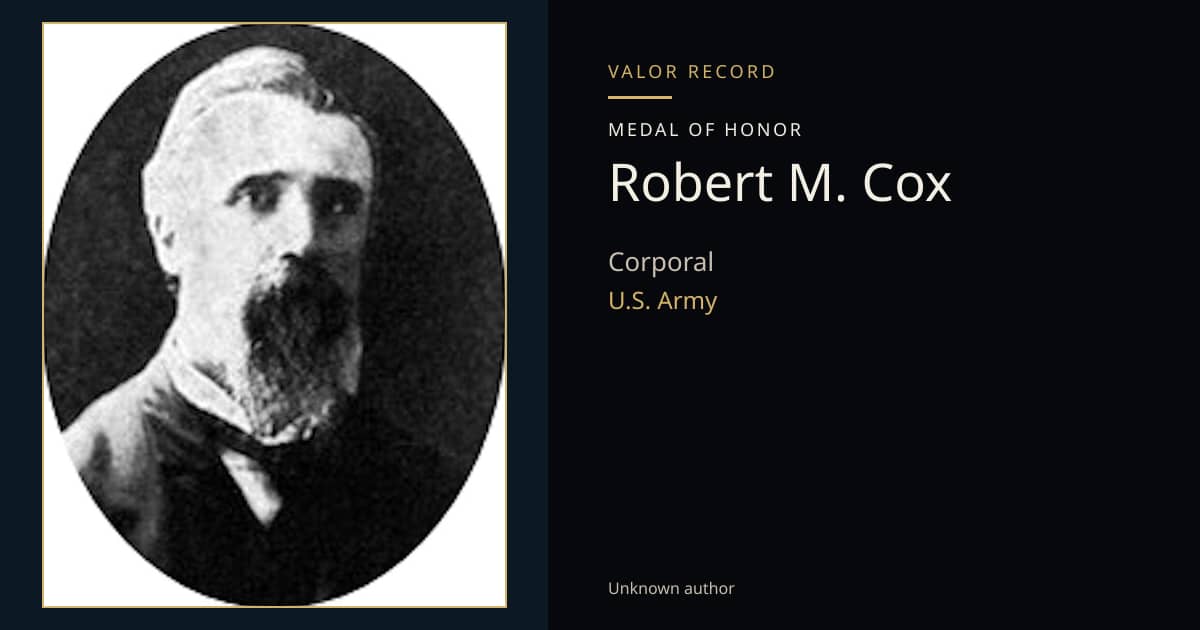 VALOR RECORD
MEDAL OF HONOR
Robert M. Cox
Corporal
U.S. Army
Unknown author